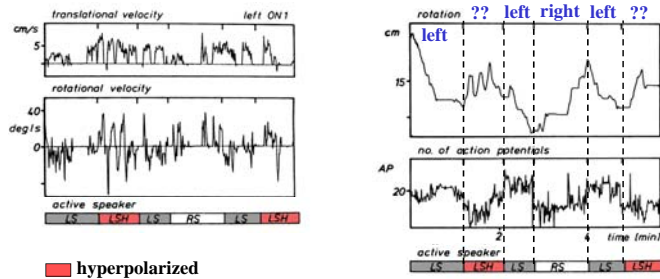 translational velocity left ON1
cm/s
5
rotational velocity
40
deg/s
0
active speaker
LS LSH LS RS LS LSH
hyperpolarized
rotation ?? left right left ??
left
cm
15
no. of action potentials
AP
20
2 4 time [min]
active speaker
LS LSH LS RS LS LSH